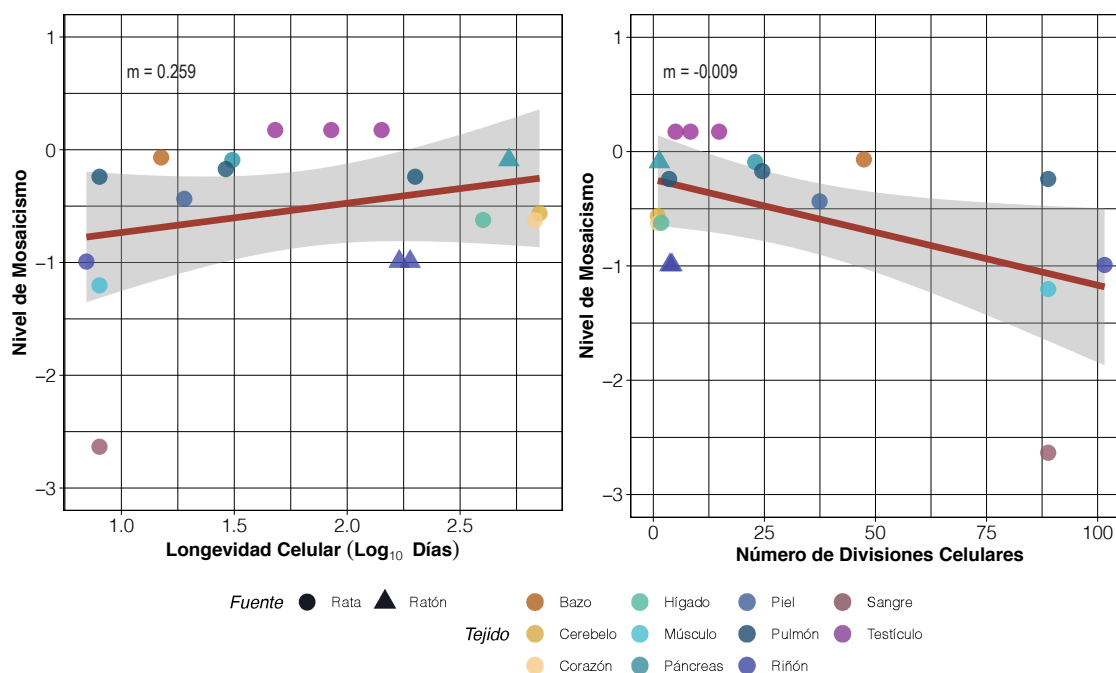 m = 0.259
1
0
−1
−2
−3
Nivel de Mosaicismo
1.0 1.5 2.0 2.5
Longevidad Celular (Log₁₀ Días)
m = -0.009
1
0
−1
−2
−3
Nivel de Mosaicismo
0 25 50 75 100
Número de Divisiones Celulares
Fuente Rata Ratón
Tejido
Bazo Hígado Piel Sangre
Cerebelo Músculo Pulmón Testículo
Corazón Páncreas Riñón